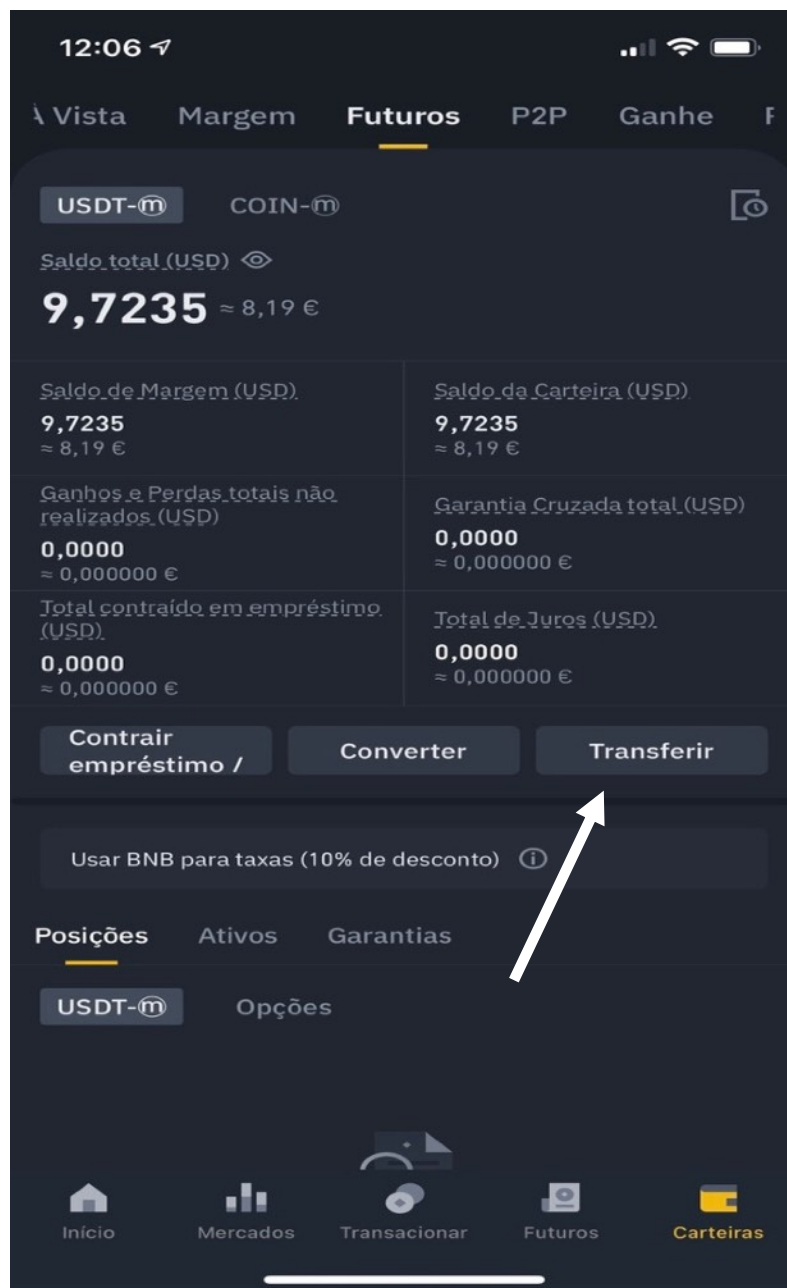 12:06
À Vista Margem Futuros P2P Ganhe
USDT-ⓜ COIN-ⓜ
Saldo total (USD)
9,7235 ≈ 8,19 €
Saldo de Margem (USD) Saldo da Carteira (USD)
9,7235 9,7235
≈ 8,19 € ≈ 8,19 €
Ganhos e Perdas totais não
realizados (USD)
0,0000
≈ 0,000000 €
Garantia Cruzada total (USD)
0,0000
≈ 0,000000 €
Total contraído em empréstimo
(USD)
0,0000
≈ 0,000000 €
Total de Juros (USD)
0,0000
≈ 0,000000 €
Contrair
empréstimo /
Converter
Transferir
Usar BNB para taxas (10% de desconto)
Posições Ativos Garantias
USDT-ⓜ Opções
Início Mercados Transacionar Futuros Carteiras